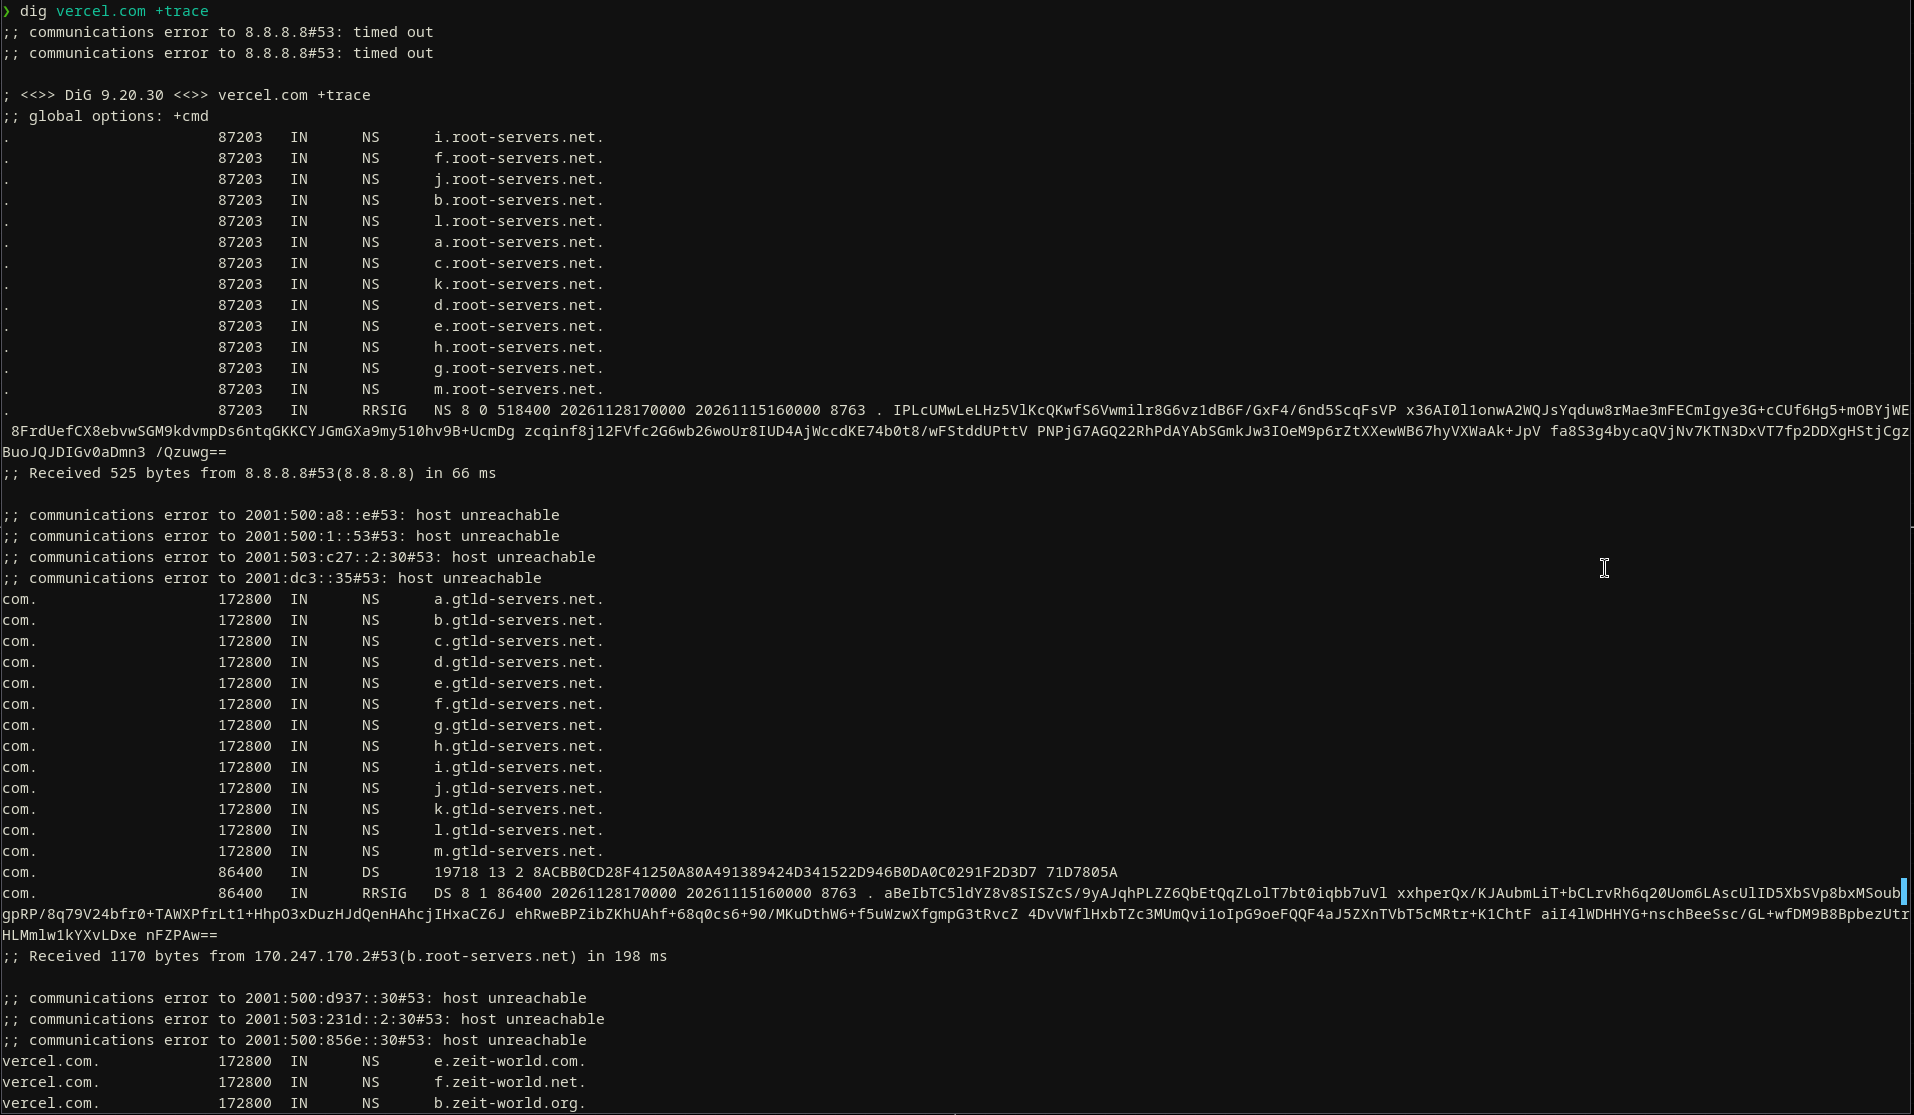 ❯ dig vercel.com +trace
;; communications error to 8.8.8.8#53: timed out
;; communications error to 8.8.8.8#53: timed out
; <<>> DiG 9.20.30 <<>> vercel.com +trace
;; global options: +cmd
. 87203 IN NS i.root-servers.net.
. 87203 IN NS f.root-servers.net.
. 87203 IN NS j.root-servers.net.
. 87203 IN NS b.root-servers.net.
. 87203 IN NS l.root-servers.net.
. 87203 IN NS a.root-servers.net.
. 87203 IN NS c.root-servers.net.
. 87203 IN NS k.root-servers.net.
. 87203 IN NS d.root-servers.net.
. 87203 IN NS e.root-servers.net.
. 87203 IN NS h.root-servers.net.
. 87203 IN NS g.root-servers.net.
. 87203 IN NS m.root-servers.net.
. 87203 IN RRSIG NS 8 0 518400 20261128170000 20261115160000 8763 . IPLcUMwLeLHz5VlKcQKwfS6Vwmilr8G6vz1dB6F/GxF4/6nd5ScqFsVP x36AI0l1onwA2WQJsYqduw8rMae3mFECmIgye3G+cCUf6Hg5+mOBYjWE
8FrdUefCX8ebvwSGM9kdvmpDs6ntqGKKCYJGmGXa9my510hv9B+UcmDg zcqinf8j12FVfc2G6wb26woUr8IUD4AjWccdKE74b0t8/wFStddUPttV PNPjG7AGQ22RhPdAYAbSGmkJw3IOeM9p6rZtXXewWB67hyVXWaAk+JpV fa8S3g4bycaQVjNv7KTN3DxVT7fp2DDXgHStjCgz
BuoJQJDIGv0aDmn3 /Qzuwg==
;; Received 525 bytes from 8.8.8.8#53(8.8.8.8) in 66 ms
;; communications error to 2001:500:a8::e#53: host unreachable
;; communications error to 2001:500:1::53#53: host unreachable
;; communications error to 2001:503:c27::2:30#53: host unreachable
;; communications error to 2001:dc3::35#53: host unreachable
com. 172800 IN NS a.gtld-servers.net.
com. 172800 IN NS b.gtld-servers.net.
com. 172800 IN NS c.gtld-servers.net.
com. 172800 IN NS d.gtld-servers.net.
com. 172800 IN NS e.gtld-servers.net.
com. 172800 IN NS f.gtld-servers.net.
com. 172800 IN NS g.gtld-servers.net.
com. 172800 IN NS h.gtld-servers.net.
com. 172800 IN NS i.gtld-servers.net.
com. 172800 IN NS j.gtld-servers.net.
com. 172800 IN NS k.gtld-servers.net.
com. 172800 IN NS l.gtld-servers.net.
com. 172800 IN NS m.gtld-servers.net.
com. 86400 IN DS 19718 13 2 8ACBB0CD28F41250A80A491389424D341522D946B0DA0C0291F2D3D7 71D7805A
com. 86400 IN RRSIG DS 8 1 86400 20261128170000 20261115160000 8763 . aBeIbTC5ldYZ8v8SISZcS/9yAJqhPLZZ6QbEtQqZLolT7bt0iqbb7uVl xxhperQx/KJAubmLiT+bCLrvRh6q20Uom6LAscUlID5XbSVp8bxMSoub
gpRP/8q79V24bfr0+TAWXPfrLt1+HhpO3xDuzHJdQenHAhcjIHxaCZ6J ehRweBPZibZKhUAhf+68q0cs6+90/MKuDthW6+f5uWzwXfgmpG3tRvcZ 4DvVWflHxbTZc3MUmQvi1oIpG9oeFQQF4aJ5ZXnTVbT5cMRtr+K1ChtF aiI4lWDHHYG+nschBeeSsc/GL+wfDM9B8BpbezUtr
HLMmlw1kYXvLDxe nFZPAw==
;; Received 1170 bytes from 170.247.170.2#53(b.root-servers.net) in 198 ms
;; communications error to 2001:500:d937::30#53: host unreachable
;; communications error to 2001:503:231d::2:30#53: host unreachable
;; communications error to 2001:500:856e::30#53: host unreachable
vercel.com. 172800 IN NS e.zeit-world.com.
vercel.com. 172800 IN NS f.zeit-world.net.
vercel.com. 172800 IN NS b.zeit-world.org.